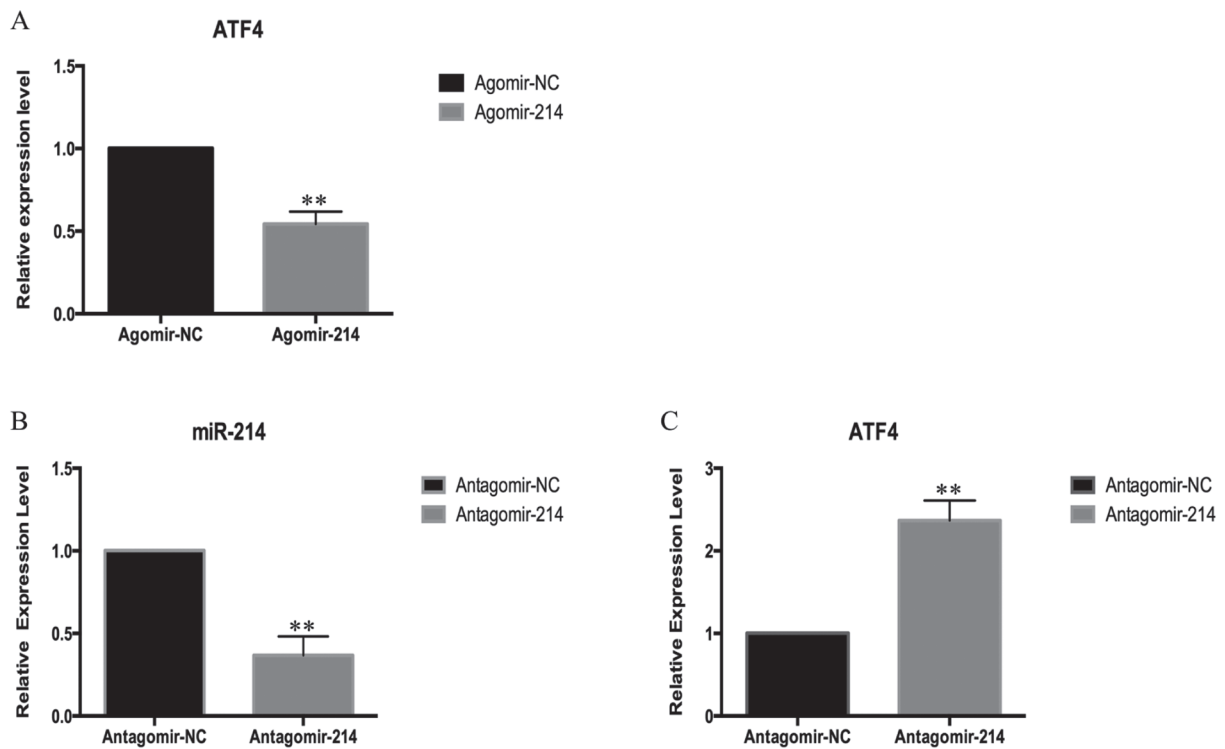 A
ATF4
Relative expression level
1.5
1.0
0.5
0.0
**
Agomir-NC
Agomir-214
Agomir-NC
Agomir-214
B
miR-214
Relative Expression Level
1.5
1.0
0.5
0.0
**
Antagomir-NC
Antagomir-214
Antagomir-NC
Antagomir-214
C
ATF4
Relative Expression Level
3
2
1
0
**
Antagomir-NC
Antagomir-214
Antagomir-NC
Antagomir-214